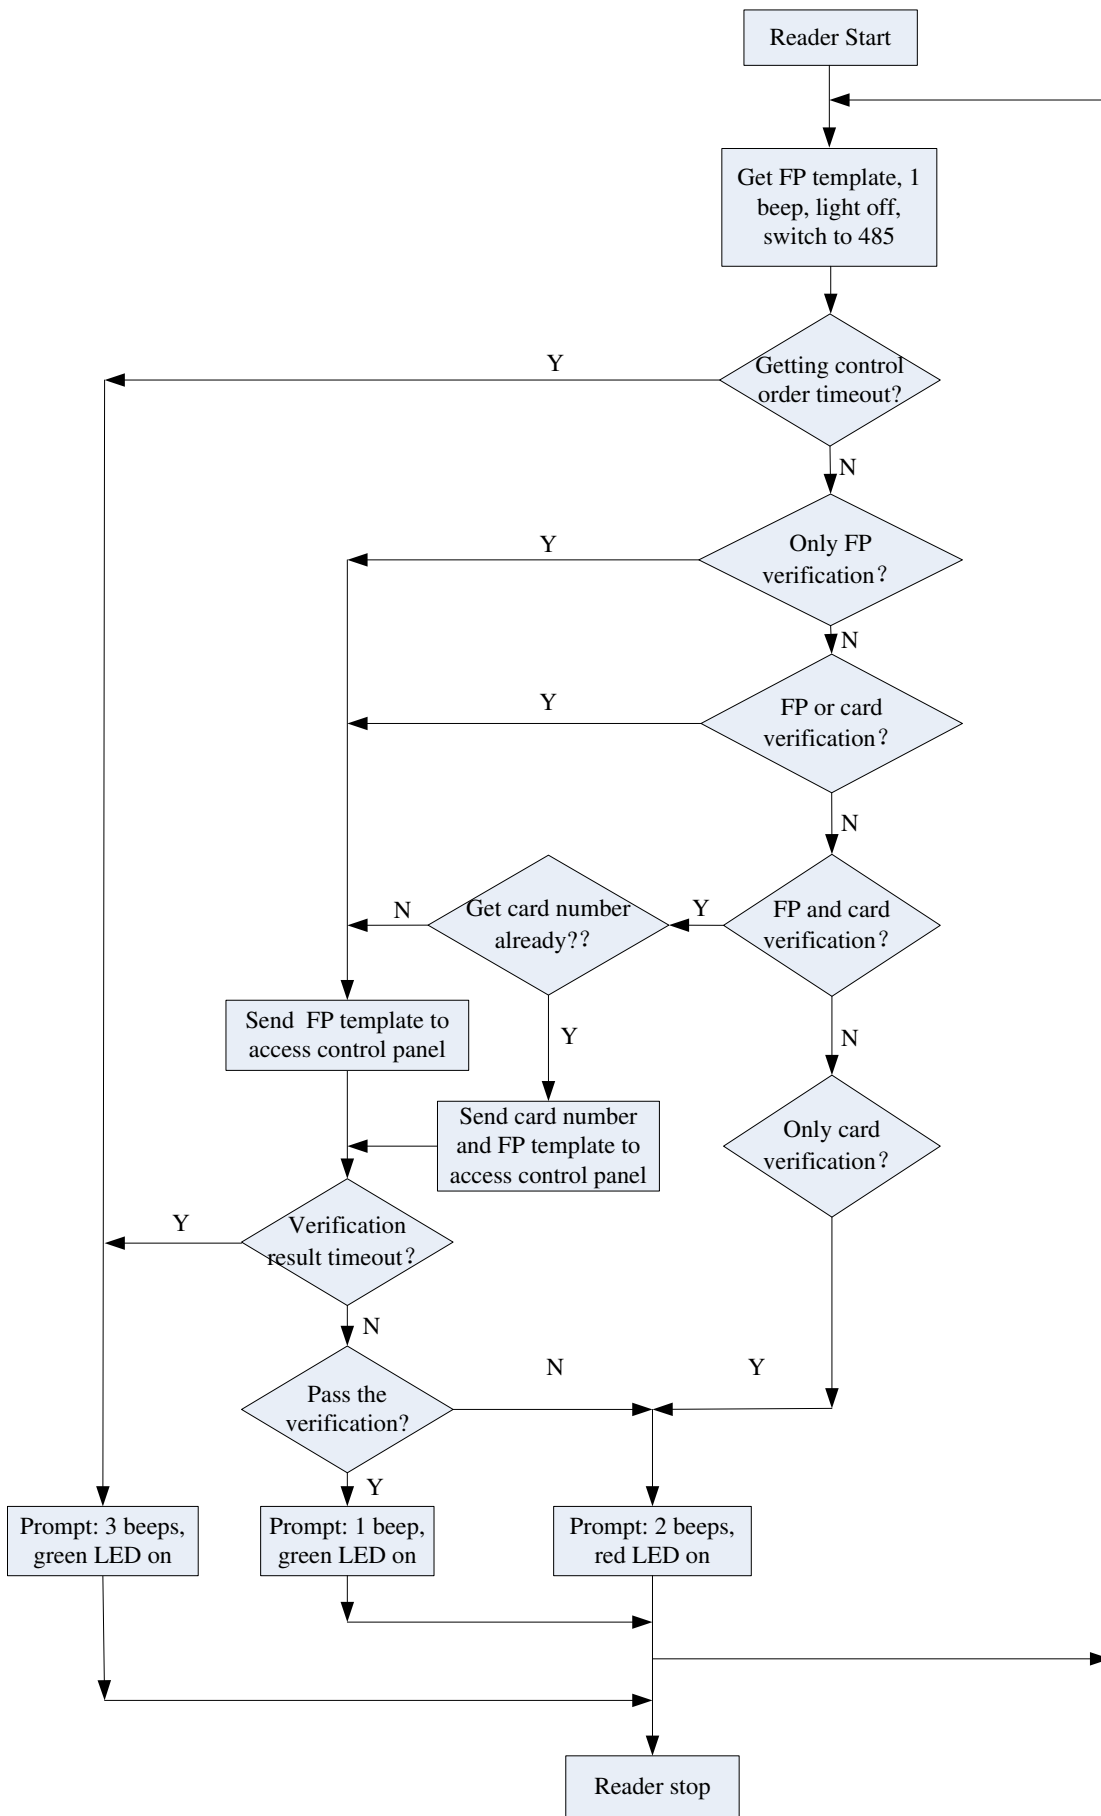 Reader Start
Get FP template, 1
beep, light off,
switch to 485
Getting control
order timeout?
Y
N
Only FP
verification?
Y
N
FP or card
verification?
Y
N
FP and card
verification?
Y
Get card number
already??
N
N
Y
Send FP template to
access control panel
Send card number
and FP template to
access control panel
Only card
verification?
Verification
result timeout?
Y
N
Pass the
verification?
N
Y
Y
Prompt: 3 beeps,
green LED on
Prompt: 1 beep,
green LED on
Prompt: 2 beeps,
red LED on
Reader stop